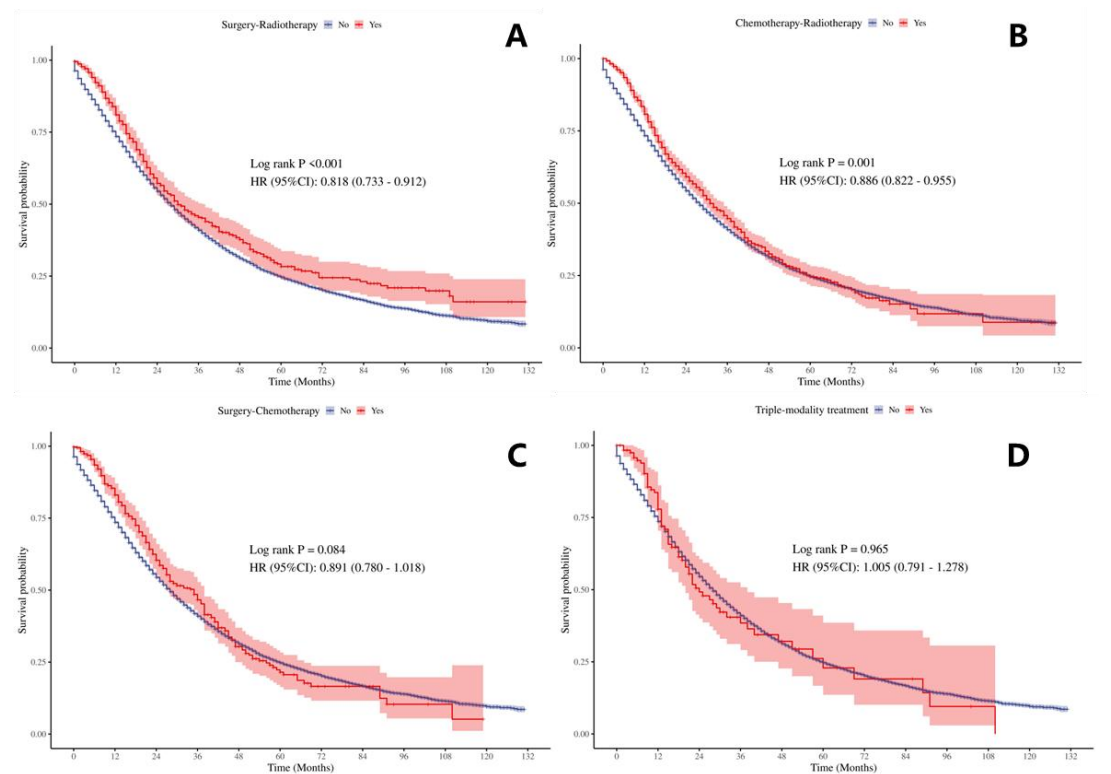 Surgery-Radiotherapy No Yes
A
1.00
0.75
0.50
0.25
0.00
Survival probability
Log rank P <0.001
HR (95%CI): 0.818 (0.733 - 0.912)
0 12 24 36 48 60 72 84 96 108 120 132
Time (Months)
Chemotherapy-Radiotherapy No Yes
B
1.00
0.75
0.50
0.25
0.00
Survival probability
Log rank P = 0.001
HR (95%CI): 0.886 (0.822 - 0.955)
0 12 24 36 48 60 72 84 96 108 120 132
Time (Months)
Surgery-Chemotherapy No Yes
C
1.00
0.75
0.50
0.25
0.00
Survival probability
Log rank P = 0.084
HR (95%CI): 0.891 (0.780 - 1.018)
0 12 24 36 48 60 72 84 96 108 120 132
Time (Months)
Triple-modality treatment No Yes
D
1.00
0.75
0.50
0.25
0.00
Survival probability
Log rank P = 0.965
HR (95%CI): 1.005 (0.791 - 1.278)
0 12 24 36 48 60 72 84 96 108 120 132
Time (Months)